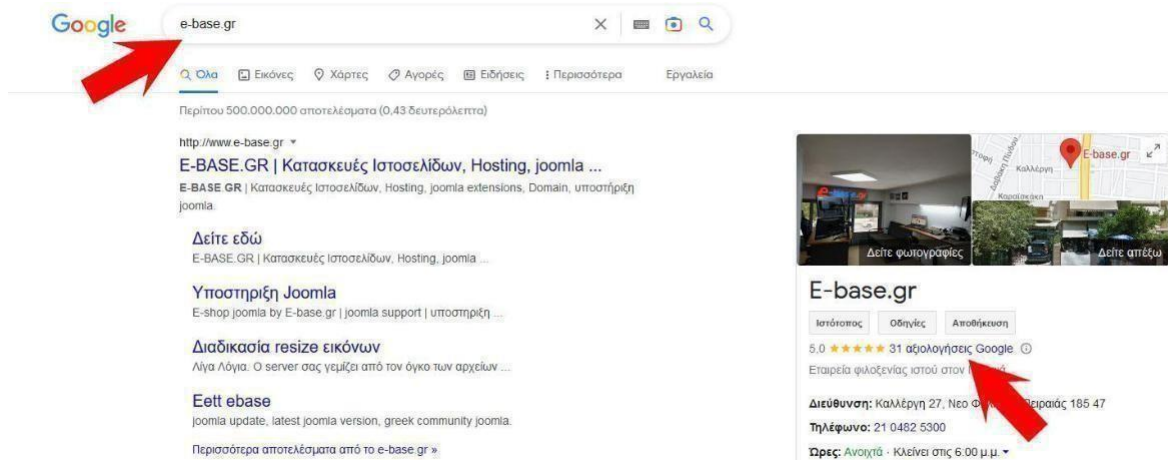 Google
e-base.gr
Όλα Εικόνες Χάρτες Αγορές Ειδήσεις Περισσότερα Εργαλεία
Περίπου 500.000.000 αποτελέσματα (0,43 δευτερόλεπτα)
http://www.e-base.gr
E-BASE.GR | Κατασκευές Ιστοσελίδων, Hosting, joomla ...
E-BASE GR | Κατασκευές Ιστοσελίδων, Hosting, joomla extensions, Domain, υποστήριξη
joomla.
Δείτε εδώ
E-BASE.GR | Κατασκευές Ιστοσελίδων, Hosting, joomla ...
Υποστηριξη Joomla
E-shop joomla by E-base.gr | joomla support | υποστηριξη ...
Διαδικασία resize εικόνων
Λίγα Λόγια. Ο server σας γεμίζει από τον όγκο των αρχείων ...
Eett ebase
joomla update, latest joomla version, greek community joomla.
Περισσότερα αποτελέσματα από το e-base.gr »
E-base.gr
Καλλέργη
Καραϊσκάκη
Δείτε φωτογραφίες
Δείτε απέξω
E-base.gr
Ιστότοπος Οδηγίες Αποθήκευση
5,0 31 αξιολογήσεις Google
Εταιρεία φιλοξενίας ιστού στον
Διεύθυνση: Καλλέργη 27, Νεο Πειραιάς 185 47
Τηλέφωνο: 21 0482 5300
Ώρες: Ανοιχτά · Κλείνει στις 6:00 μ.μ.